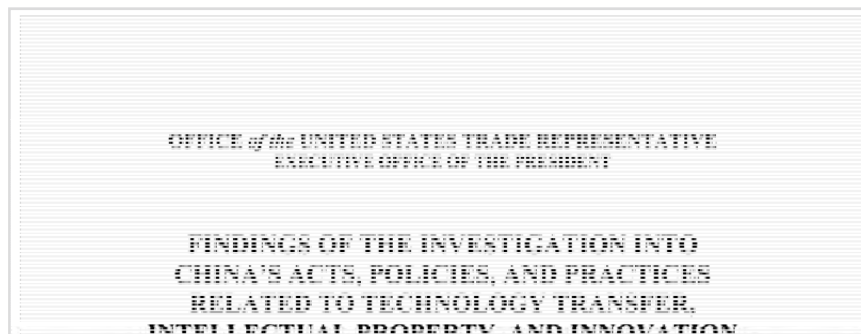 OFFICE of the UNITED STATES TRADE REPRESENTATIVE
EXECUTIVE OFFICE OF THE PRESIDENT
FINDINGS OF THE INVESTIGATION INTO
CHINA'S ACTS, POLICIES, AND PRACTICES
RELATED TO TECHNOLOGY TRANSFER,
INTELLECTUAL PROPERTY, AND INNOVATION